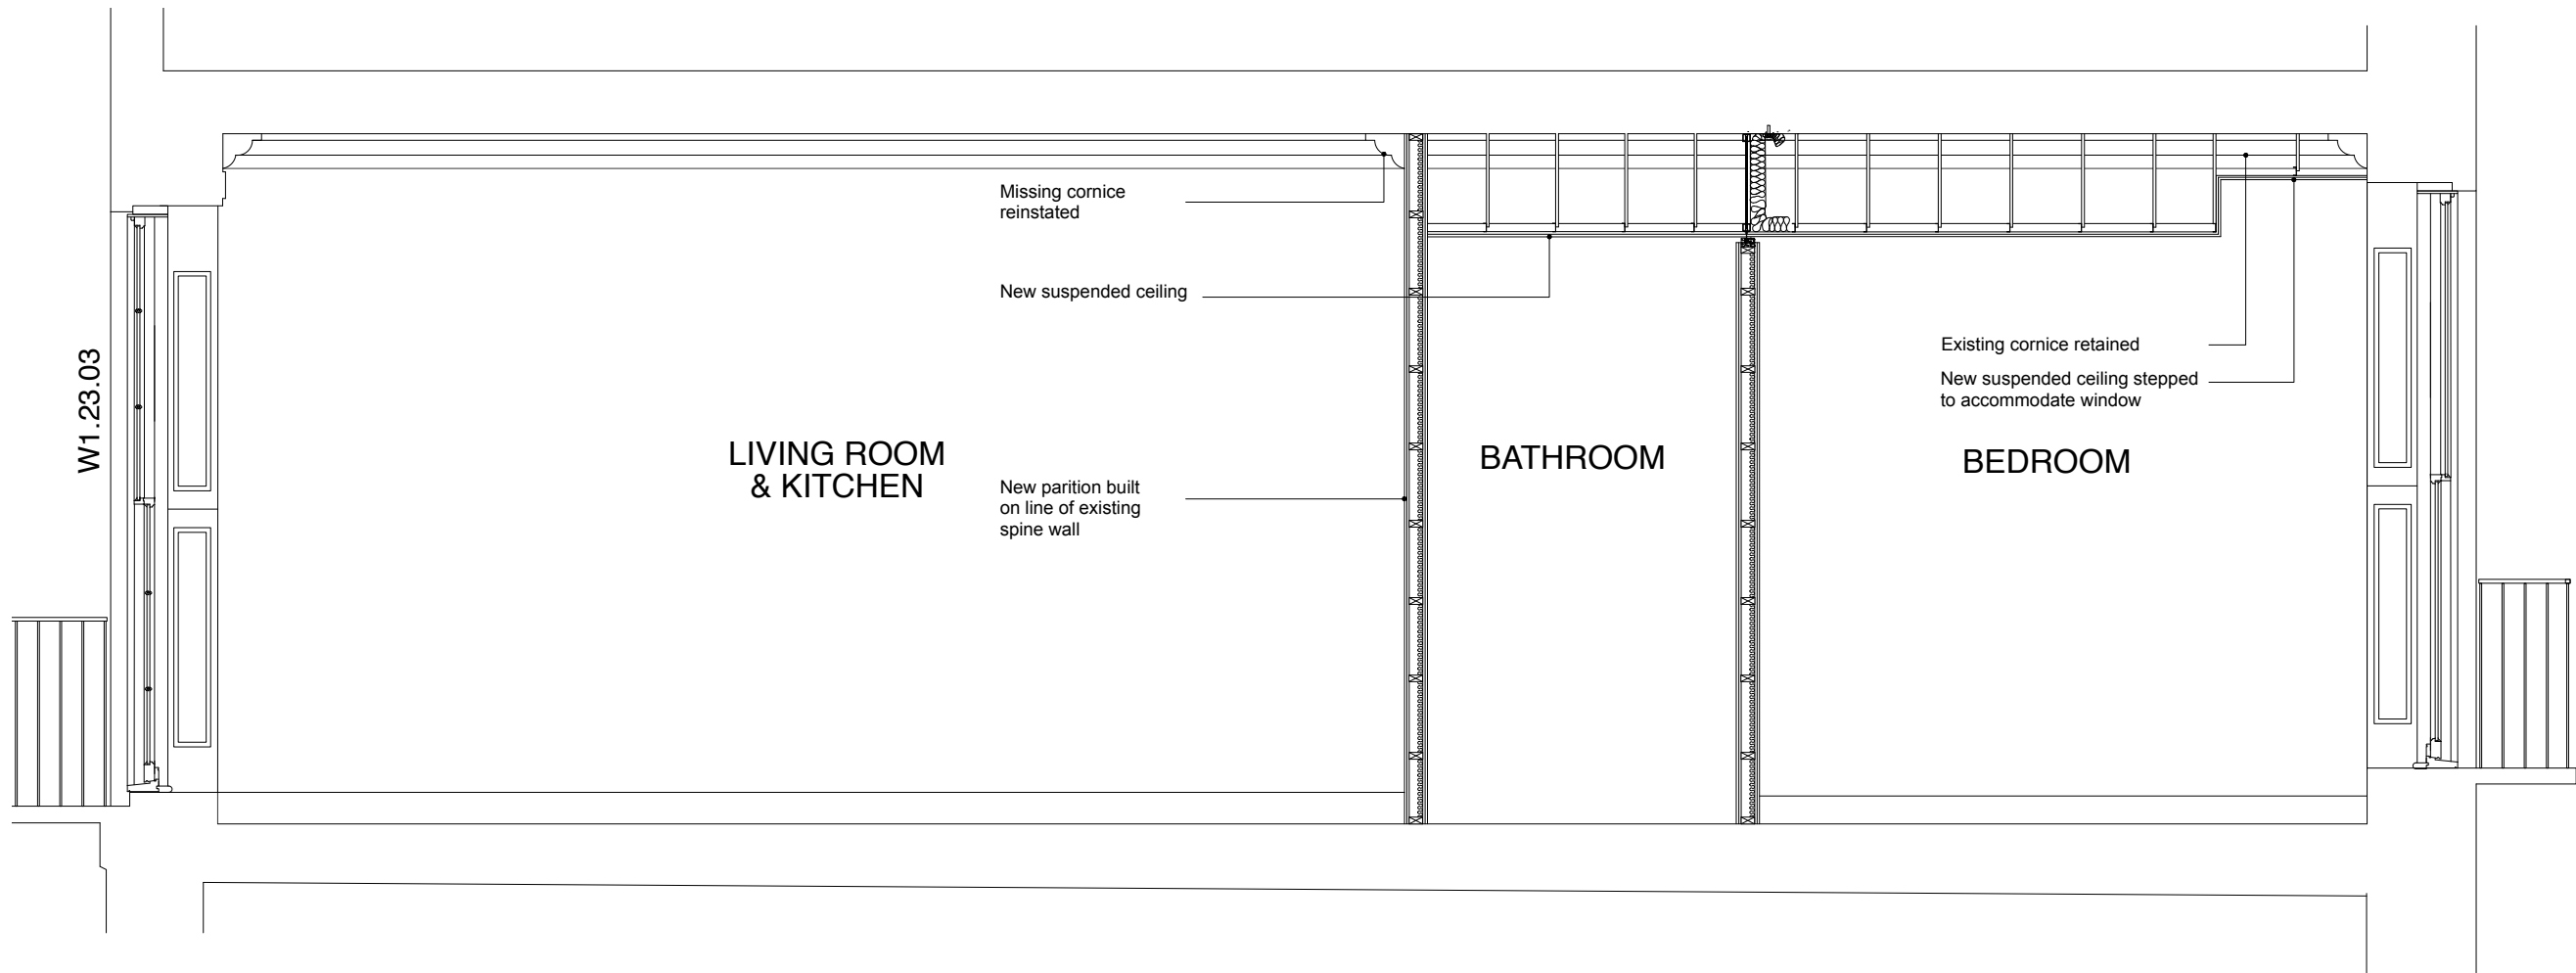 Missing cornice
reinstated
New suspended ceiling
Existing cornice retained
New suspended ceiling stepped
to accommodate window
W1.23.03
LIVING ROOM
& KITCHEN
BATHROOM
BEDROOM
New parition built
on line of existing
spine wall